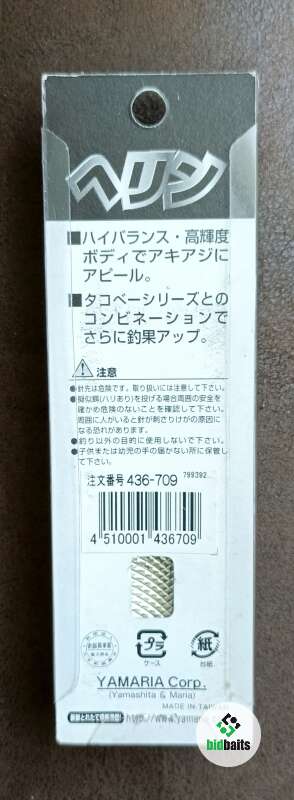 ヘリン
■ハイバランス・高輝度
ボディでアキアジに
アピール。
■タコベーシリーズとの
コンビネーションで
さらに釣果アップ。
注意
●針先は危険です。取り扱いには注意して下さい。
●擬似餌(ハリあり)を投げる場合周囲の安全を
確かめ危険のないことを確認して下さい。
周囲に人がいると針が刺さりけがの原因に
なる恐れがあります。
●釣り以外の目的に使用しないで下さい。
●子供または幼児の手の届かない所に保管し
て下さい。
注文番号 436-709
799392
4 510001 436709
プラ
ケース
紙
台紙
YAMARIA Corp.
(Yamashita & Maria)
MADE IN TAIWAN
http://www.yamaria
bidbaits